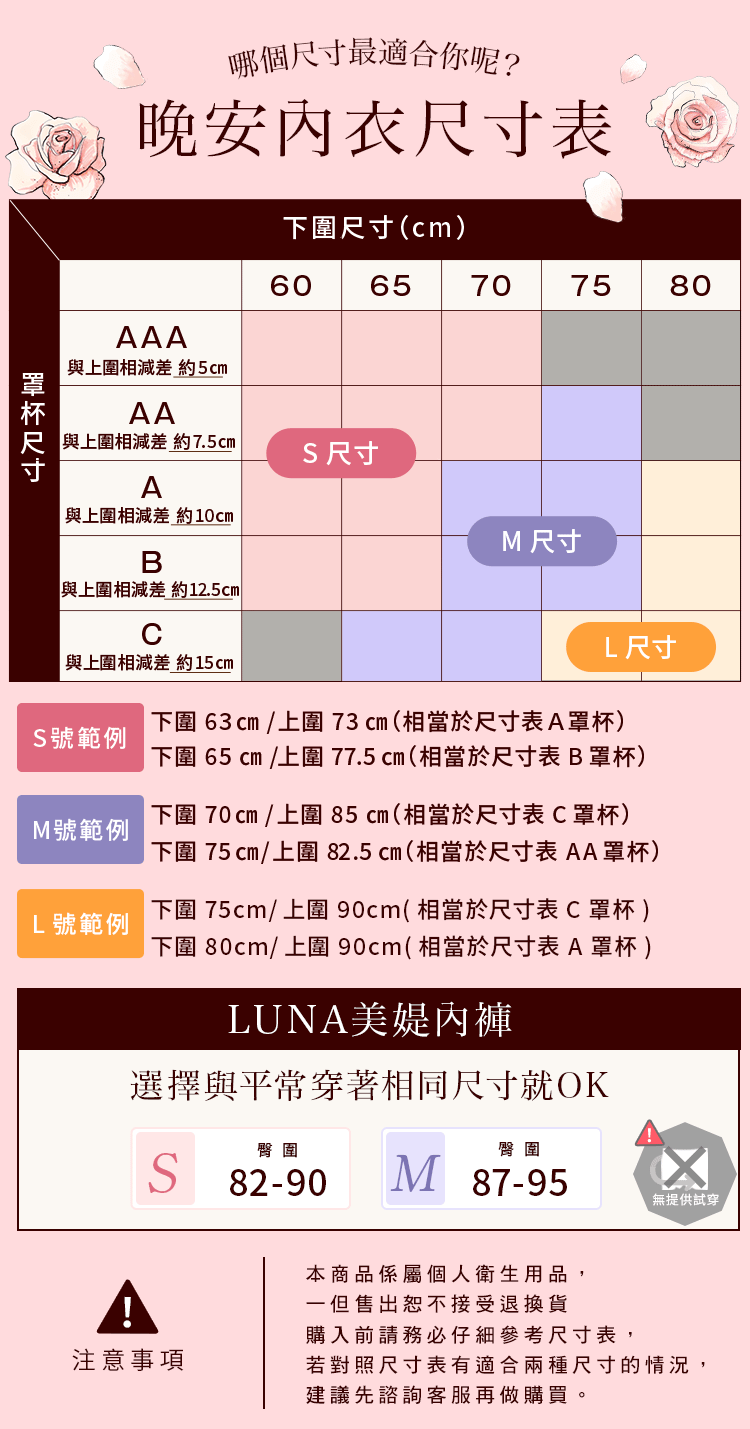 哪個尺寸最適合你呢?
晚安內衣尺寸表
下圍尺寸(cm)
罩杯尺寸
60 65 70 75 80
AAA
與上圍相減差 約5㎝
AA
與上圍相減差 約7.5㎝
S 尺寸
A
與上圍相減差 約10㎝
M 尺寸
B
與上圍相減差 約12.5㎝
C
與上圍相減差 約15㎝
L 尺寸
S號範例
下圍 63㎝ /上圍 73 ㎝(相當於尺寸表A罩杯)
下圍 65 ㎝ /上圍 77.5㎝(相當於尺寸表 B 罩杯)
M號範例
下圍 70㎝ /上圍 85 ㎝(相當於尺寸表 C 罩杯)
下圍 75㎝/上圍 82.5 ㎝(相當於尺寸表 AA 罩杯)
L 號範例
下圍 75cm/ 上圍 90cm( 相當於尺寸表 C 罩杯 )
下圍 80cm/ 上圍 90cm( 相當於尺寸表 A 罩杯 )
LUNA美媞內褲
選擇與平常穿著相同尺寸就OK
S
臀圍
82-90
M
臀圍
87-95
無提供試穿
注意事項
本商品係屬個人衛生用品，
一但售出恕不接受退換貨
購入前請務必仔細參考尺寸表，
若對照尺寸表有適合兩種尺寸的情況，
建議先諮詢客服再做購買。